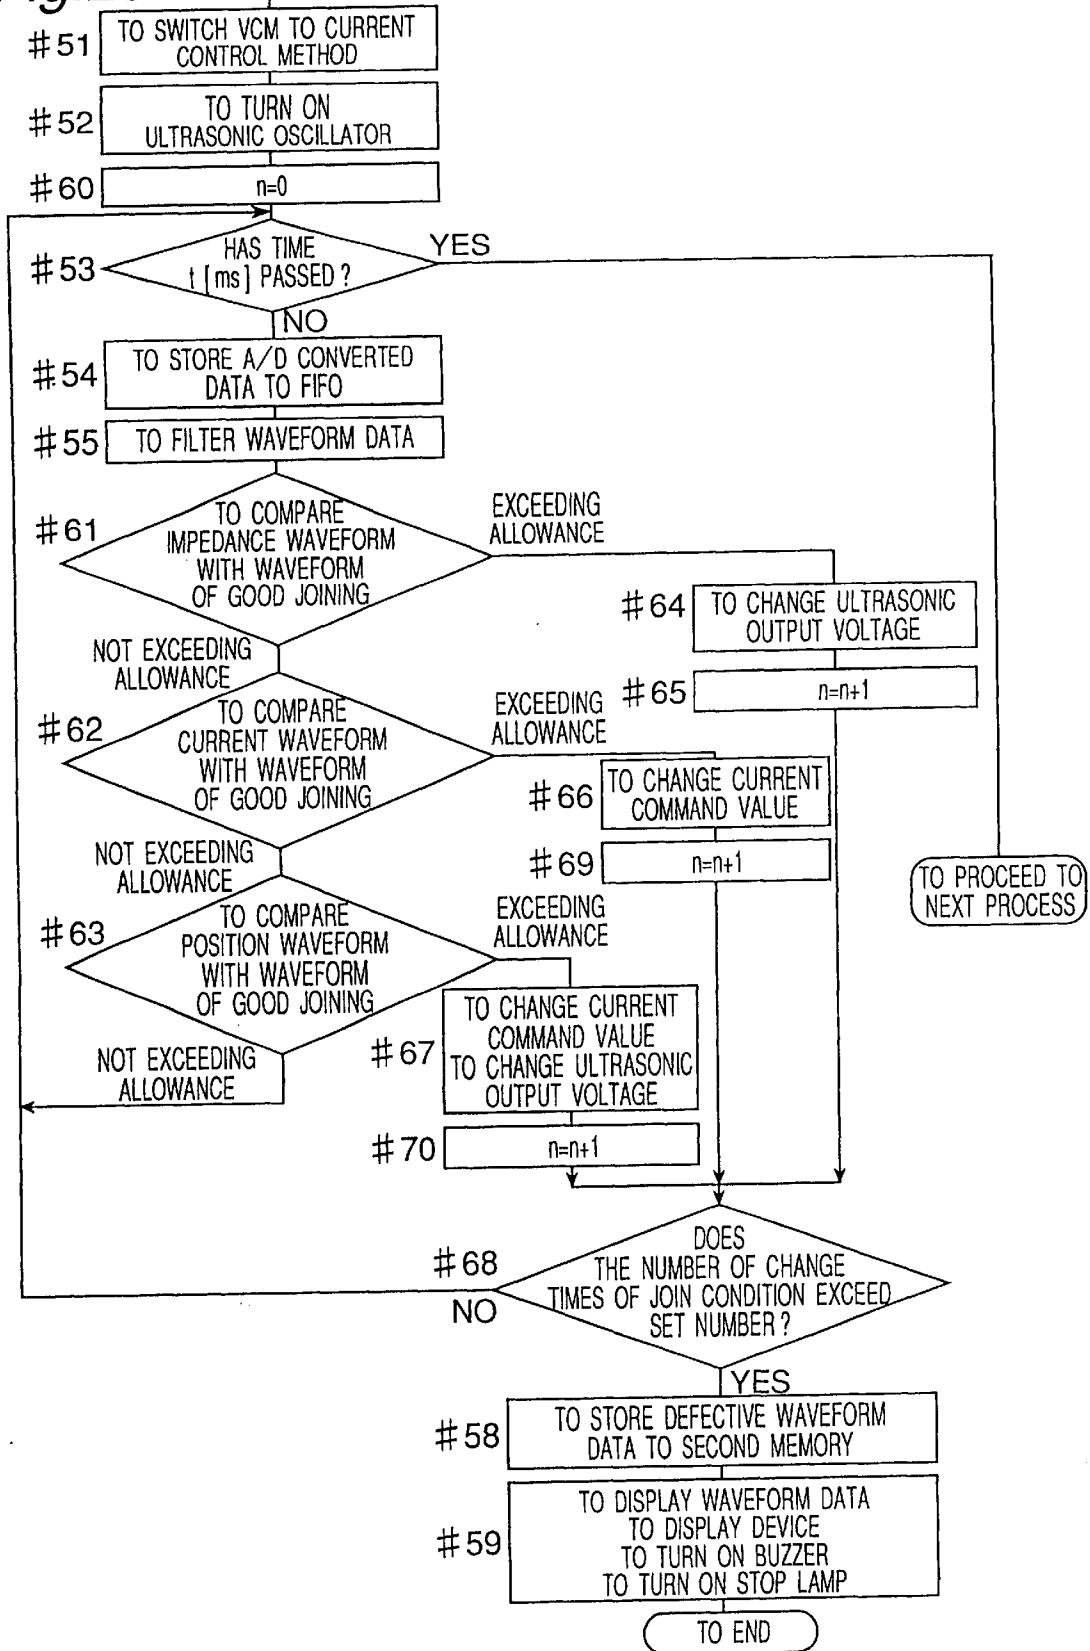 #51
TO SWITCH VCM TO CURRENT
CONTROL METHOD
#52
TO TURN ON
ULTRASONIC OSCILLATOR
#60
n=0
#53
HAS TIME
t [ms] PASSED?
YES
NO
#54
TO STORE A/D CONVERTED
DATA TO FIFO
#55
TO FILTER WAVEFORM DATA
#61
TO COMPARE
IMPEDANCE WAVEFORM
WITH WAVEFORM
OF GOOD JOINING
EXCEEDING
ALLOWANCE
#64
TO CHANGE ULTRASONIC
OUTPUT VOLTAGE
NOT EXCEEDING
ALLOWANCE
#65
n=n+1
#62
TO COMPARE
CURRENT WAVEFORM
WITH WAVEFORM
OF GOOD JOINING
EXCEEDING
ALLOWANCE
#66
TO CHANGE CURRENT
COMMAND VALUE
NOT EXCEEDING
ALLOWANCE
#69
n=n+1
TO PROCEED TO
NEXT PROCESS
#63
TO COMPARE
POSITION WAVEFORM
WITH WAVEFORM
OF GOOD JOINING
EXCEEDING
ALLOWANCE
NOT EXCEEDING
ALLOWANCE
#67
TO CHANGE CURRENT
COMMAND VALUE
TO CHANGE ULTRASONIC
OUTPUT VOLTAGE
#70
n=n+1
#68
DOES
THE NUMBER OF CHANGE
TIMES OF JOIN CONDITION EXCEED
SET NUMBER?
NO
YES
#58
TO STORE DEFECTIVE WAVEFORM
DATA TO SECOND MEMORY
#59
TO DISPLAY WAVEFORM DATA
TO DISPLAY DEVICE
TO TURN ON BUZZER
TO TURN ON STOP LAMP
TO END